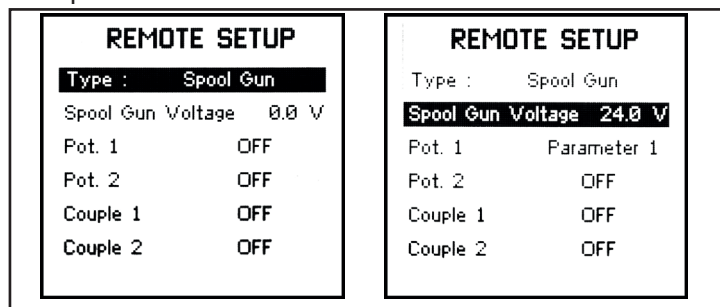 REMOTE SETUP
Type : Spool Gun
Spool Gun Voltage 0.0 V
Pot. 1 OFF
Pot. 2 OFF
Couple 1 OFF
Couple 2 OFF
REMOTE SETUP
Type : Spool Gun
Spool Gun Voltage 24.0 V
Pot. 1 Parameter 1
Pot. 2 OFF
Couple 1 OFF
Couple 2 OFF